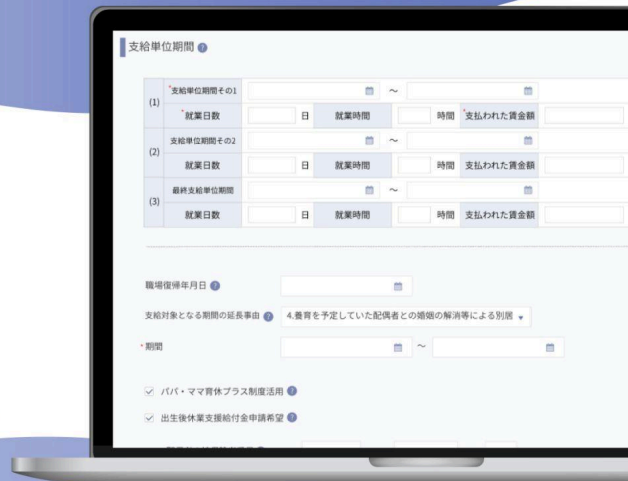 支給単位期間 ?
(1) *支給単位期間その1 ~
*就業日数 日 就業時間 時間 *支払われた賃金額
(2) 支給単位期間その2 ~
就業日数 日 就業時間 時間 支払われた賃金額
(3) 最終支給単位期間 ~
就業日数 日 就業時間 時間 支払われた賃金額
職場復帰年月日 ?
支給対象となる期間の延長事由 ? 4.養育を予定していた配偶者との婚姻の解消等による別居
*期間 ~
パパ・ママ育休プラス制度活用 ?
出生後休業支援給付金申請希望 ?